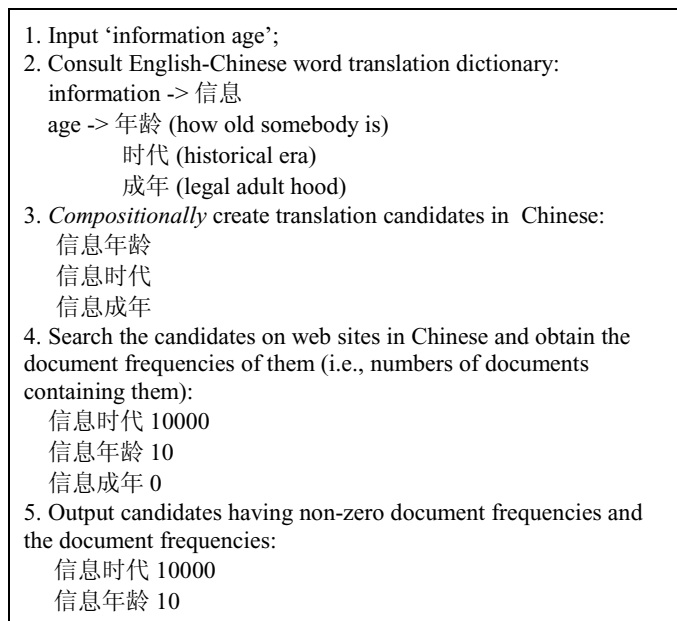 1. Input ‘information age’;
2. Consult English-Chinese word translation dictionary:
information -> 信息
age -> 年龄 (how old somebody is)
时代 (historical era)
成年 (legal adult hood)
3. Compositionally create translation candidates in Chinese:
信息年龄
信息时代
信息成年
4. Search the candidates on web sites in Chinese and obtain the
document frequencies of them (i.e., numbers of documents
containing them):
信息时代 10000
信息年龄 10
信息成年 0
5. Output candidates having non-zero document frequencies and
the document frequencies:
信息时代 10000
信息年龄 10